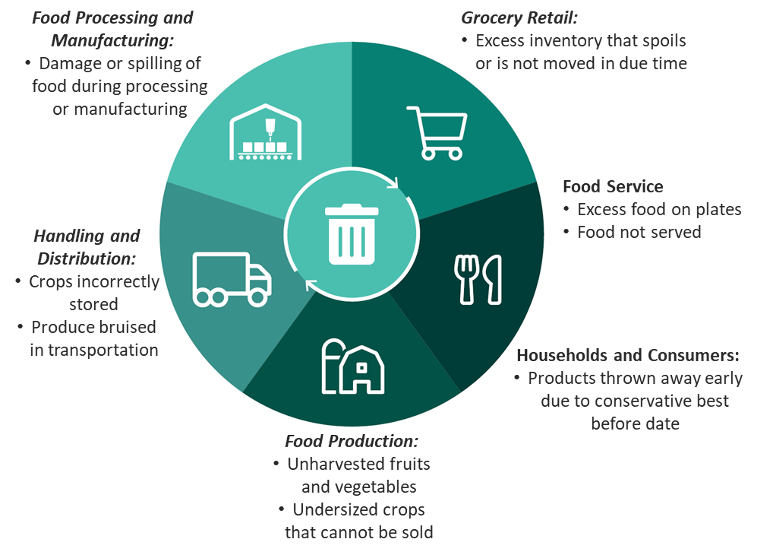 Food Processing and
Manufacturing:
• Damage or spilling of
food during processing
or manufacturing
Grocery Retail:
• Excess inventory that spoils
or is not moved in due time
Food Service
• Excess food on plates
• Food not served
Handling and
Distribution:
• Crops incorrectly
stored
• Produce bruised
in transportation
Households and Consumers:
• Products thrown away early
due to conservative best
before date
Food Production:
• Unharvested fruits
and vegetables
• Undersized crops
that cannot be sold